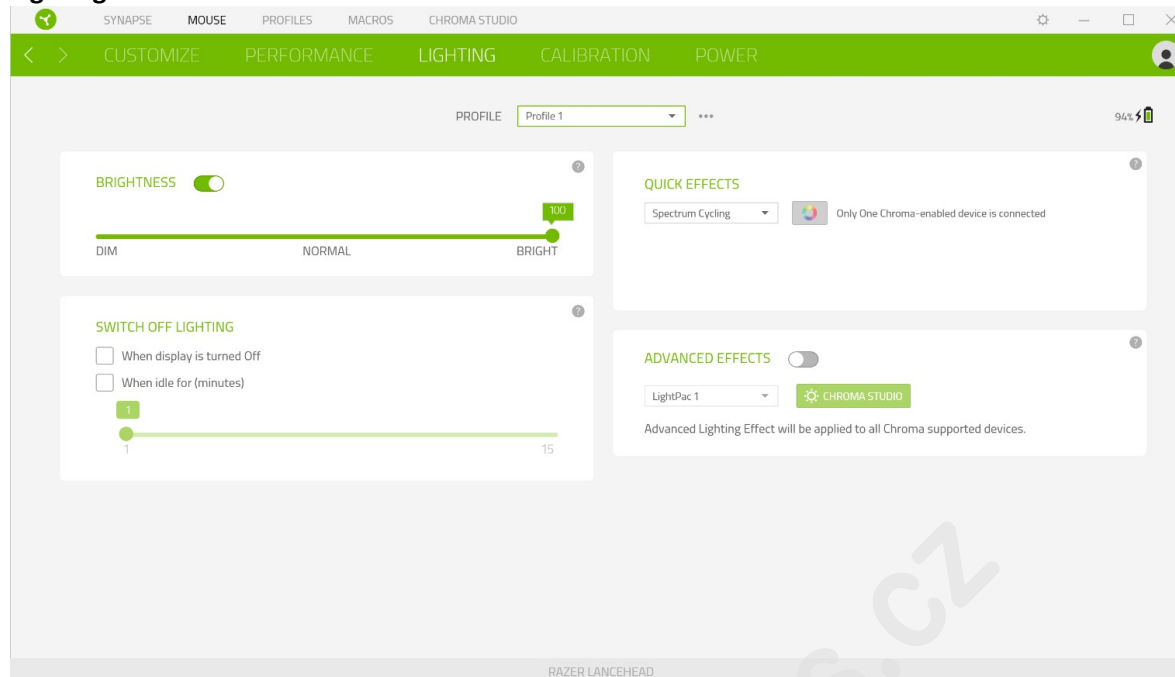 SYNAPSE MOUSE PROFILES MACROS CHROMA STUDIO
CUSTOMIZE PERFORMANCE LIGHTING CALIBRATION POWER
PROFILE Profile 1
94%
BRIGHTNESS
100
DIM NORMAL BRIGHT
SWITCH OFF LIGHTING
When display is turned Off
When idle for (minutes)
1
1 15
QUICK EFFECTS
Spectrum Cycling Only One Chroma-enabled device is connected
ADVANCED EFFECTS
LightPac 1 CHROMA STUDIO
Advanced Lighting Effect will be applied to all Chroma supported devices.
RAZER LANCEHEAD